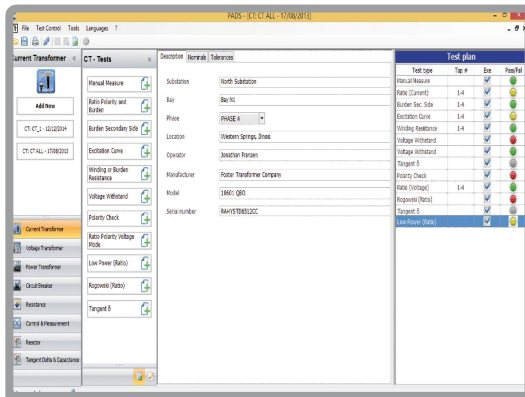 PADS - [CT: CT ALL - 17/08/2013]
File Test Control Tools Languages ?
Current Transformer «
Add New
CT: CT_1 - 12/12/2014
CT: CT ALL - 17/08/2013
Current Transformer
Voltage Transformer
Power Transformer
Circuit Breaker
Resistance
Control & Measurement
Reactor
Tangent Delta & Capacitance
CT - Tests «
Manual Measure
Ratio Polarity and
Burden
Burden Secondary Side
Excitation Curve
Winding or Burden
Resistance
Voltage Withstend
Polarity Check
Ratio Polarity Voltage
Mode
Low Power (Ratio)
Rogowski (Ratio)
Tangent δ
Description Nominals Tolerances
Substation North Substation
Bay Bay N1
Phase PHASE A
Location Western Springs, Illinois
Operator Jonathan Franzen
Manufacturer Foster Transformer Company
Model 18601 QBO
Serial number RAHYSTD6512CC
Test plan
Test type Tap # Exe Pass/Fail
Manual Measure
Ratio (Current) 1-4
Burden Sec. Side 1-4
Excitation Curve 1-4
Winding Resistance 1-4
Voltage Withstend
Voltage Withstend
Tangent δ
Polarity Check
Ratio (Voltage) 1-4
Rogowski (Ratio)
Tangent δ
Low Power (Ratio)